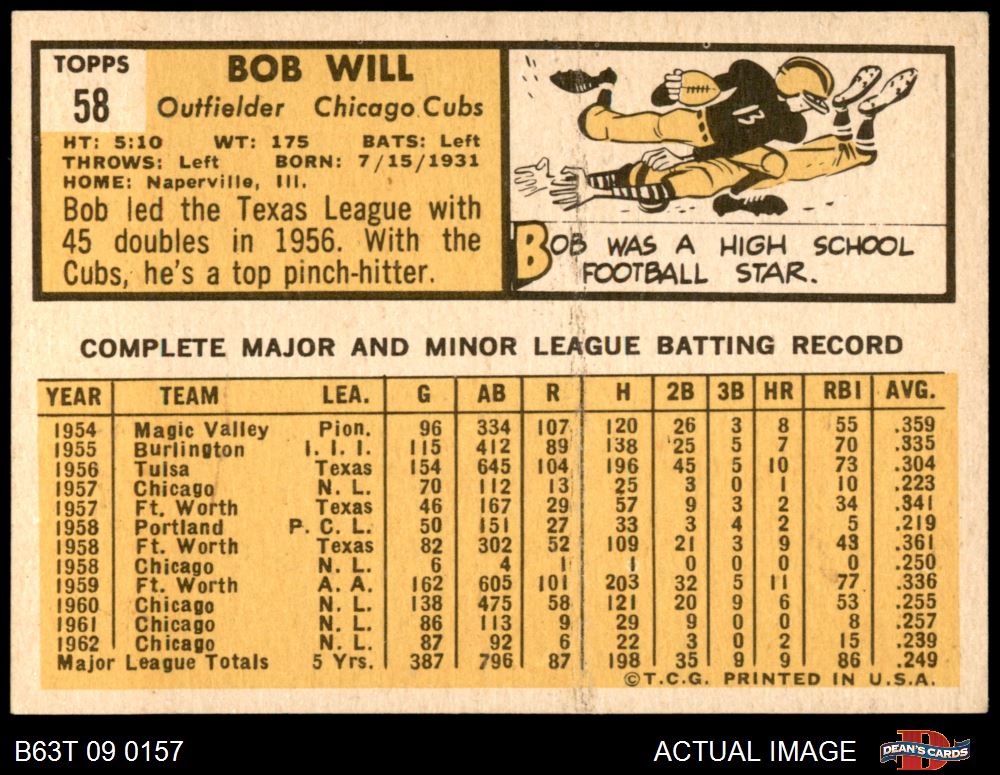 TOPPS
58
BOB WILL
Outfielder Chicago Cubs
HT: 5:10 WT: 175 BATS: Left
THROWS: Left BORN: 7/15/1931
HOME: Naperville, Ill.
Bob led the Texas League with
45 doubles in 1956. With the
Cubs, he's a top pinch-hitter.
13
BOB WAS A HIGH SCHOOL
FOOTBALL STAR.
COMPLETE MAJOR AND MINOR LEAGUE BATTING RECORD
YEAR TEAM LEA. G AB R H 2B 3B HR RBI AVG.
1954 Magic Valley Pion. 96 334 107 120 26 3 8 55 .359
1955 Burlington I. I. I. 115 412 89 138 25 5 7 70 .335
1956 Tulsa Texas 154 645 104 196 45 5 10 73 .304
1957 Chicago N. L. 70 112 13 25 3 0 1 10 .223
1957 Ft. Worth Texas 46 167 29 57 9 3 2 34 .341
1958 Portland P. C. L. 50 151 27 33 3 4 2 5 .219
1958 Ft. Worth Texas 82 302 52 109 21 3 9 43 .361
1958 Chicago N. L. 6 4 1 1 0 0 0 0 .250
1959 Ft. Worth A. A. 162 605 101 203 32 5 11 77 .336
1960 Chicago N. L. 138 475 58 121 20 9 6 53 .255
1961 Chicago N. L. 86 113 9 29 9 0 0 8 .257
1962 Chicago N. L. 87 92 6 22 3 0 2 15 .239
Major League Totals 5 Yrs. 387 796 87 198 35 9 9 86 .249
©T.C.G. PRINTED IN U.S.A.
B63T 09 0157
ACTUAL IMAGE
DEAN'S CARDS